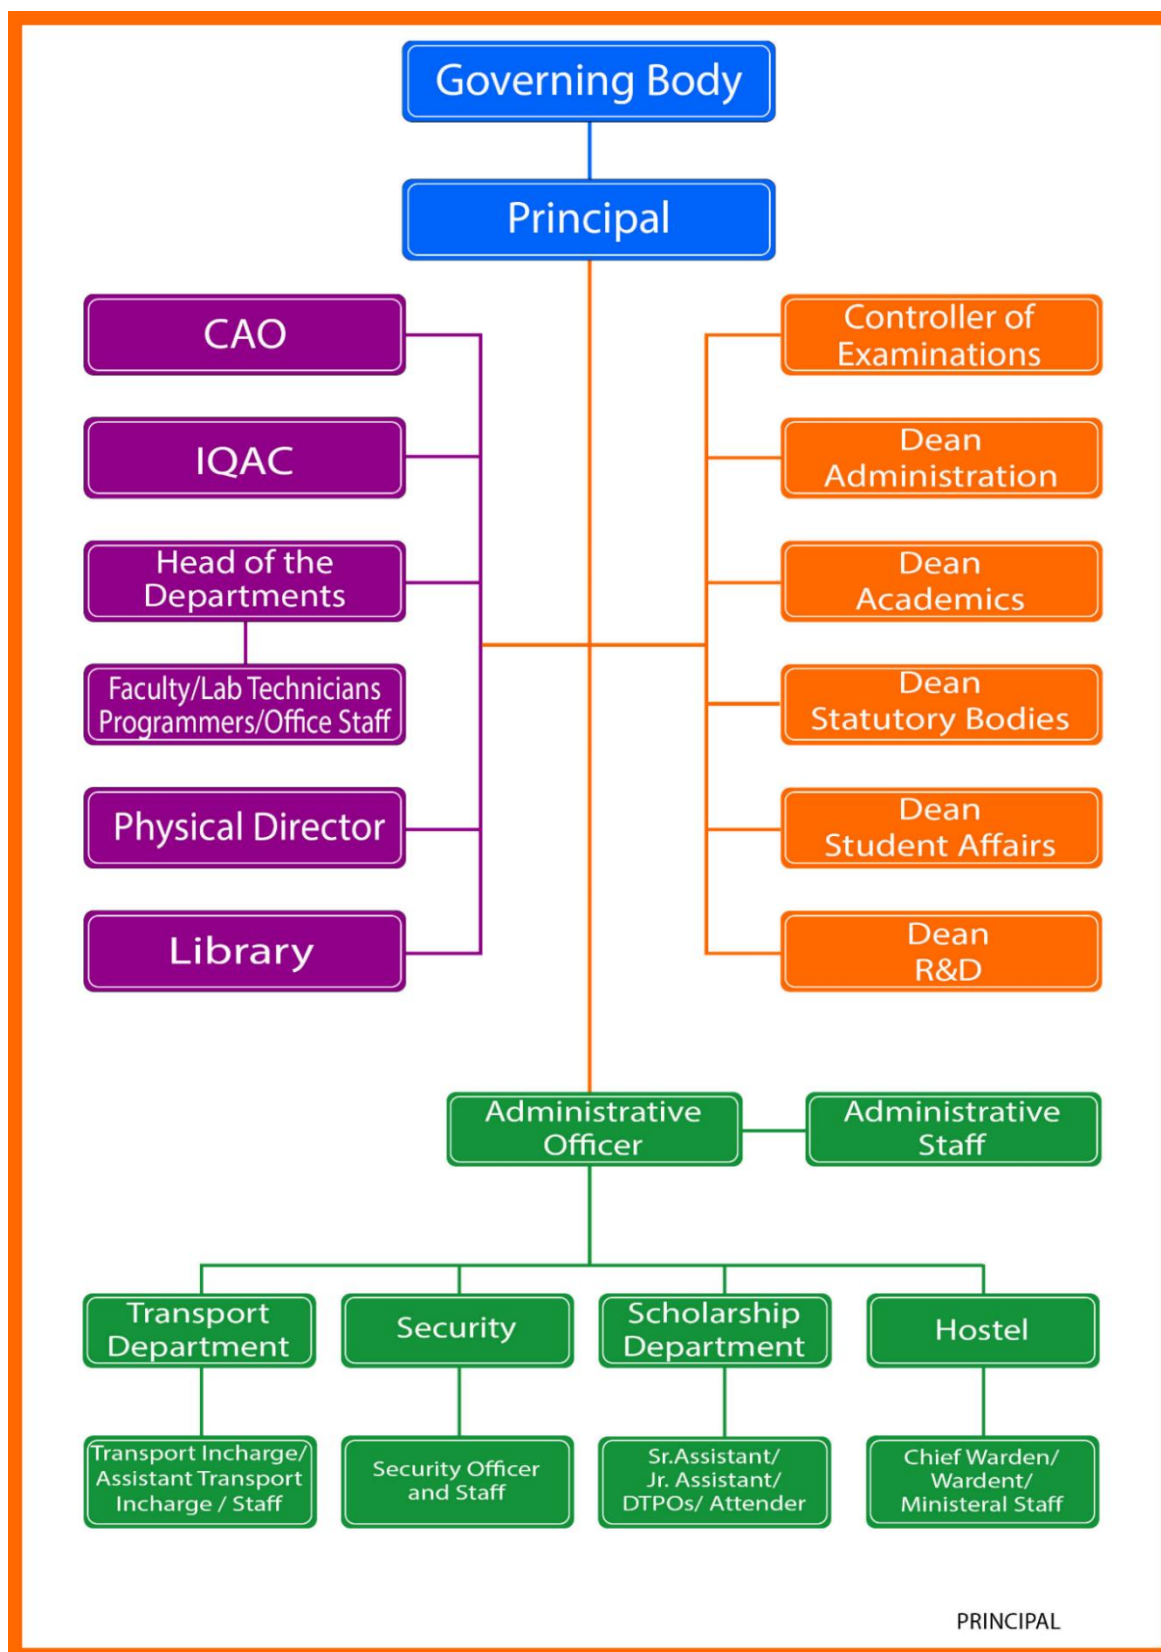 Governing Body
Principal
CAO
IQAC
Head of the
Departments
Faculty/Lab Technicians
Programmers/Office Staff
Physical Director
Library
Controller of
Examinations
Dean
Administration
Dean
Academics
Dean
Statutory Bodies
Dean
Student Affairs
Dean
R&D
Administrative
Officer
Administrative
Staff
Transport
Department
Security
Scholarship
Department
Hostel
Transport Incharge/
Assistant Transport
Incharge / Staff
Security Officer
and Staff
Sr.Assistant/
Jr. Assistant/
DTPOs/ Attender
Chief Warden/
Wardent/
Ministeral Staff
PRINCIPAL